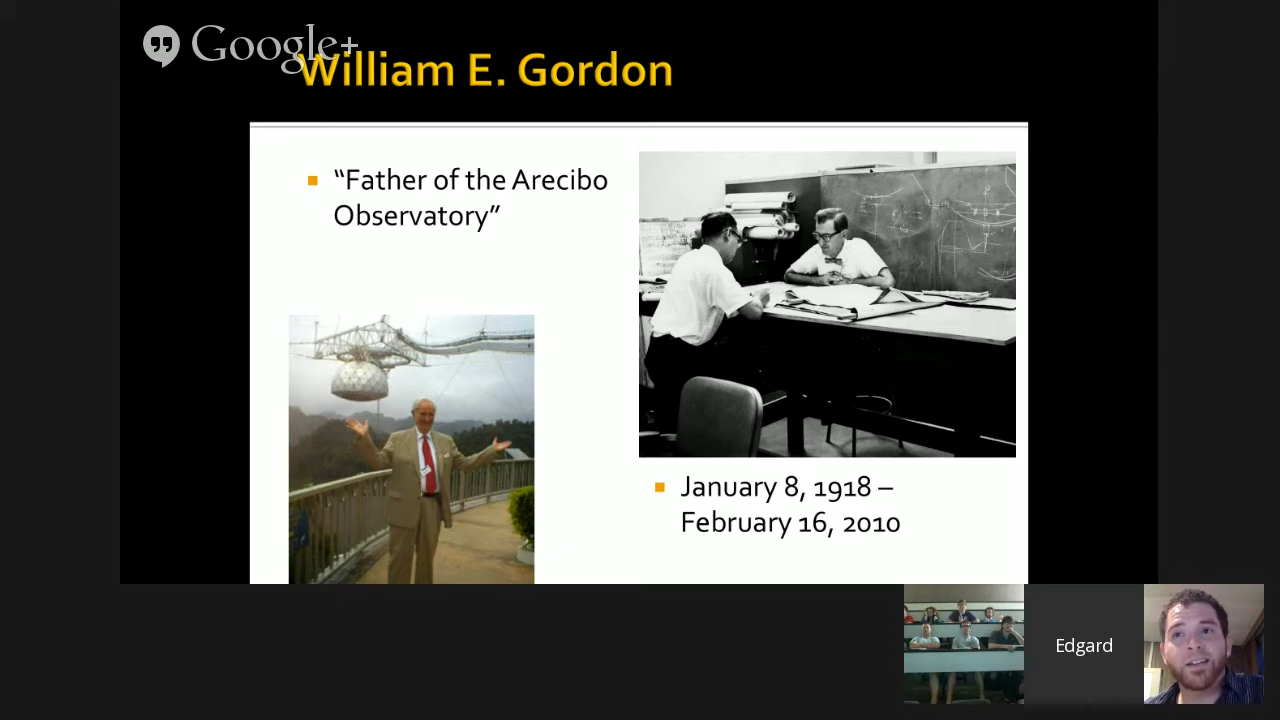 Google+
William E. Gordon
“Father of the Arecibo
Observatory”
January 8, 1918 –
February 16, 2010
Edgard